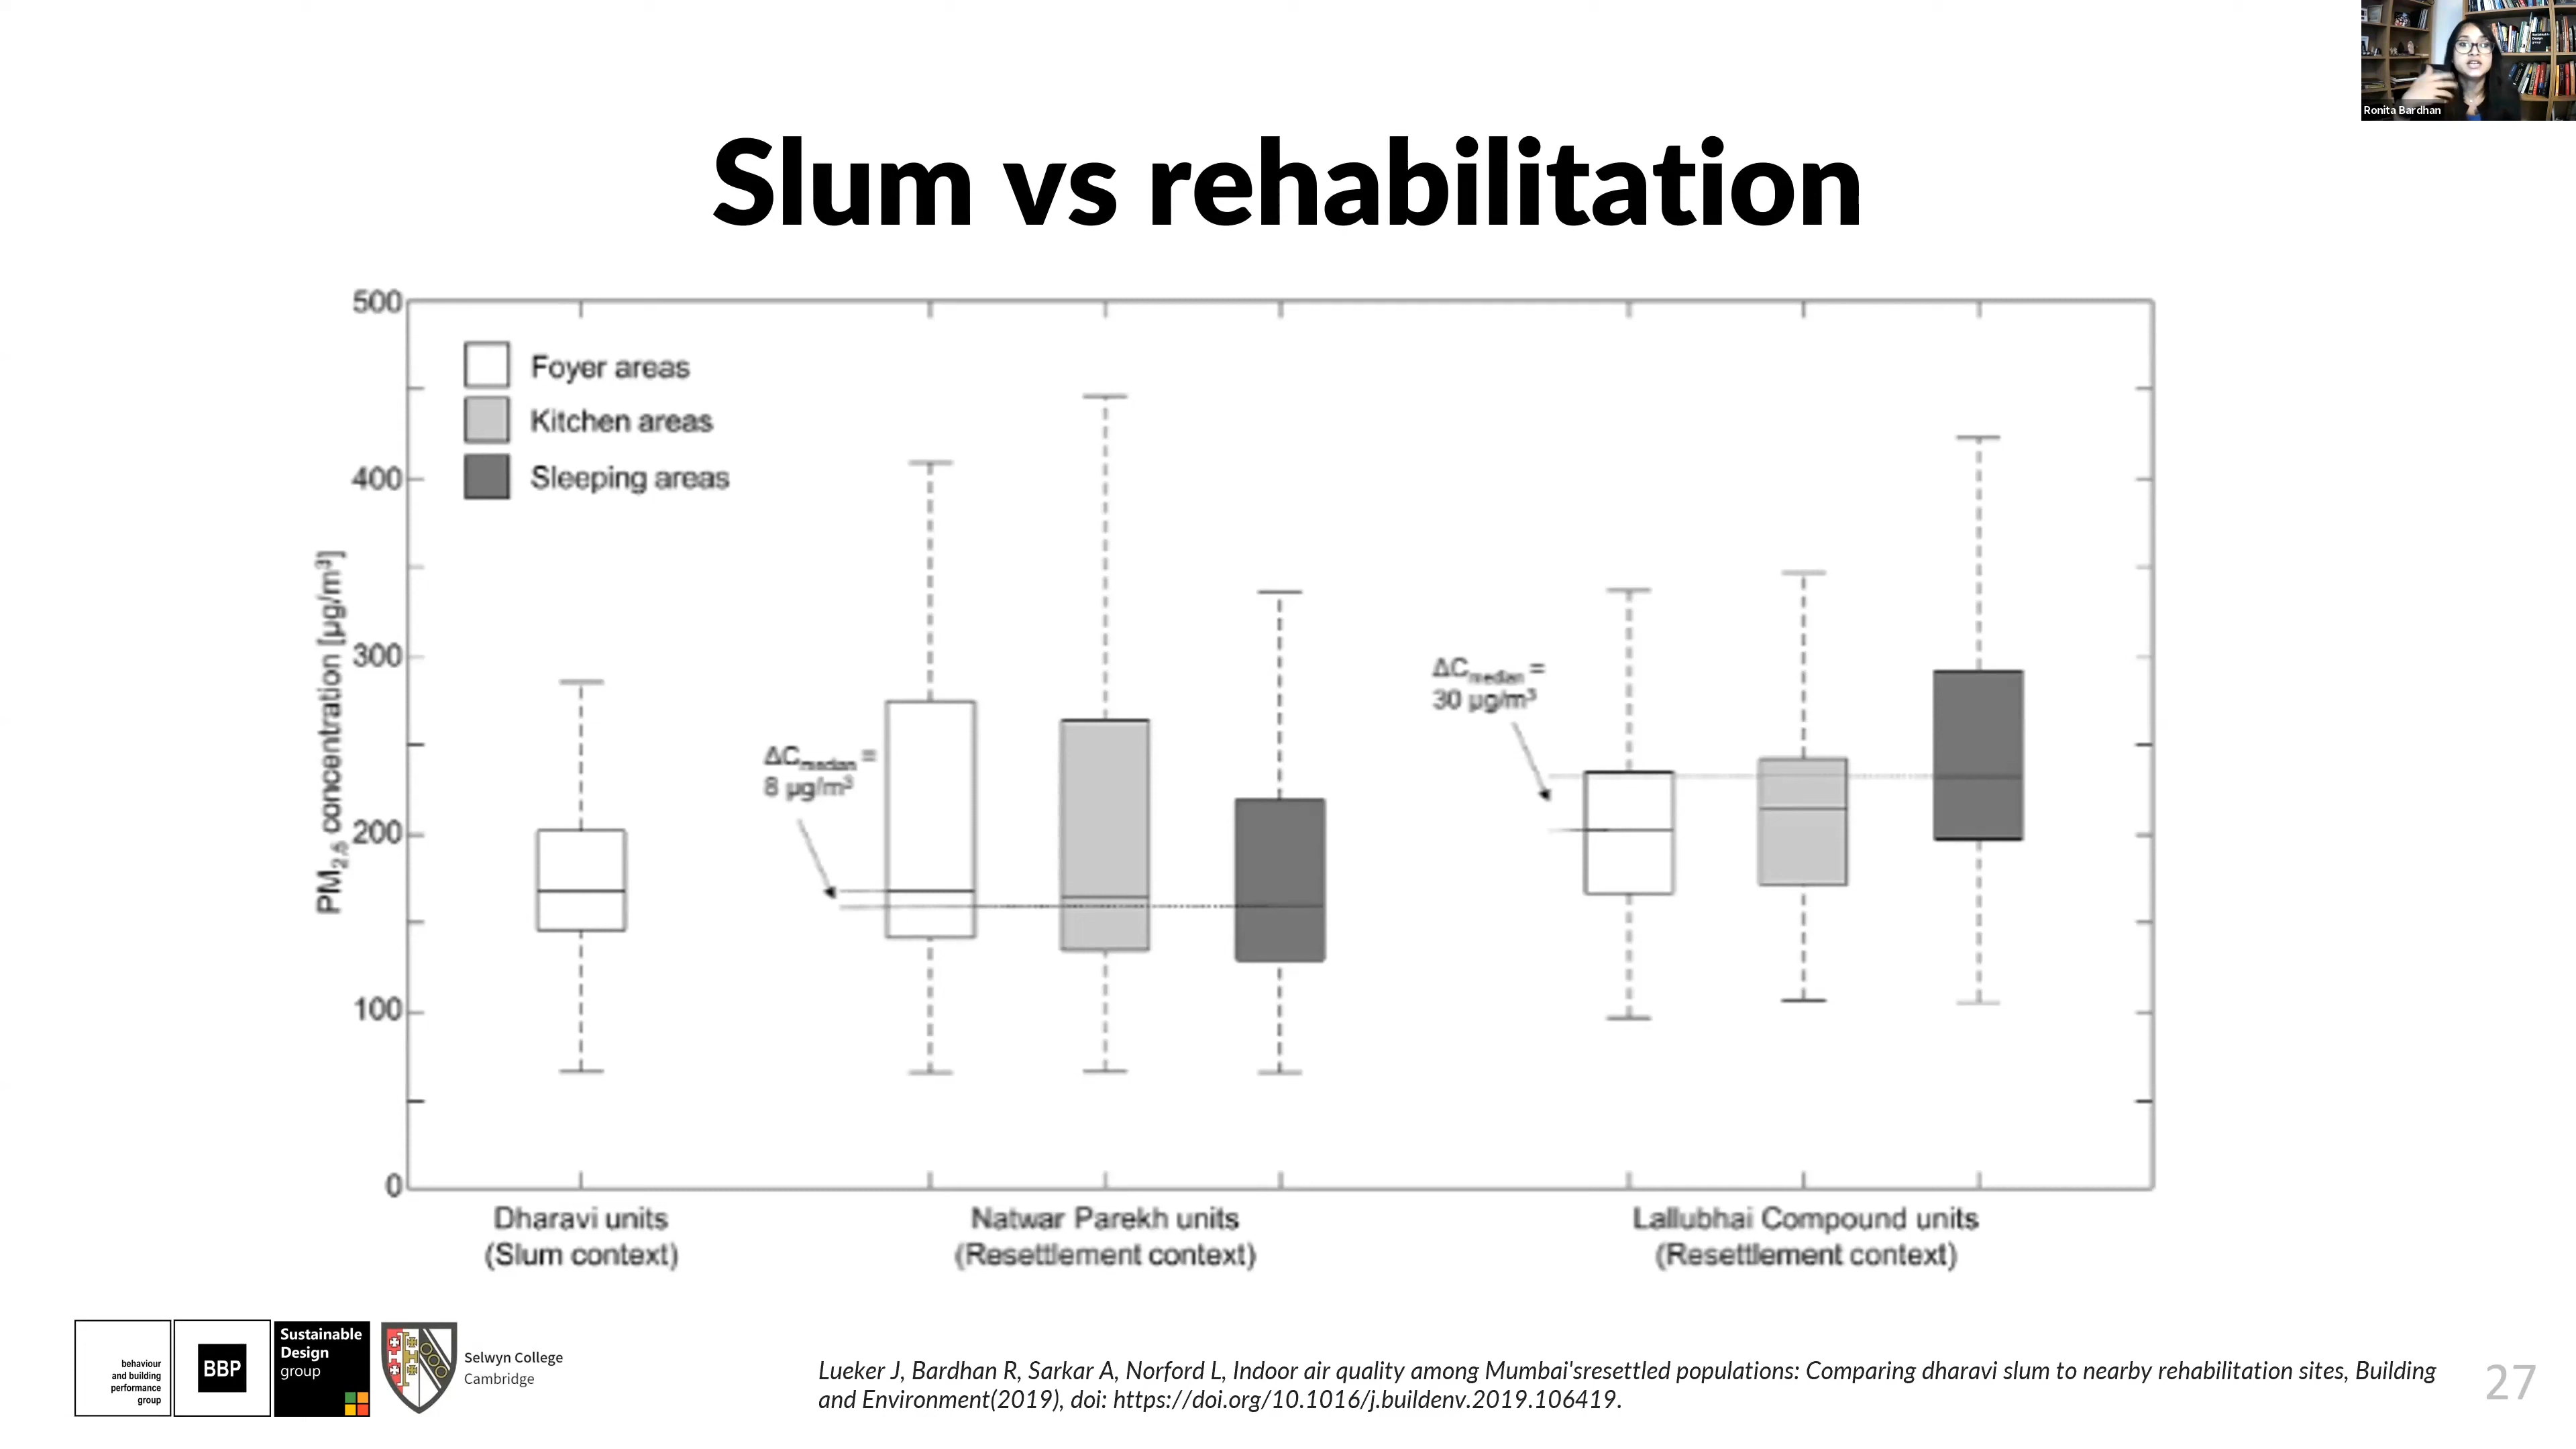 Ronita Bardhan
Slum vs rehabilitation
500
400
300
200
100
0
PM2.5 concentration [µg/m³]
Foyer areas
Kitchen areas
Sleeping areas
ΔCmedian =
8 µg/m³
ΔCmedian =
30 µg/m³
Dharavi units
(Slum context)
Natwar Parekh units
(Resettlement context)
Lallubhai Compound units
(Resettlement context)
behaviour
and building
performance
group
BBP
Sustainable
Design
group
Selwyn College
Cambridge
Lueker J, Bardhan R, Sarkar A, Norford L, Indoor air quality among Mumbai'sresettled populations: Comparing dharavi slum to nearby rehabilitation sites, Building
and Environment(2019), doi: https://doi.org/10.1016/j.buildenv.2019.106419.
27